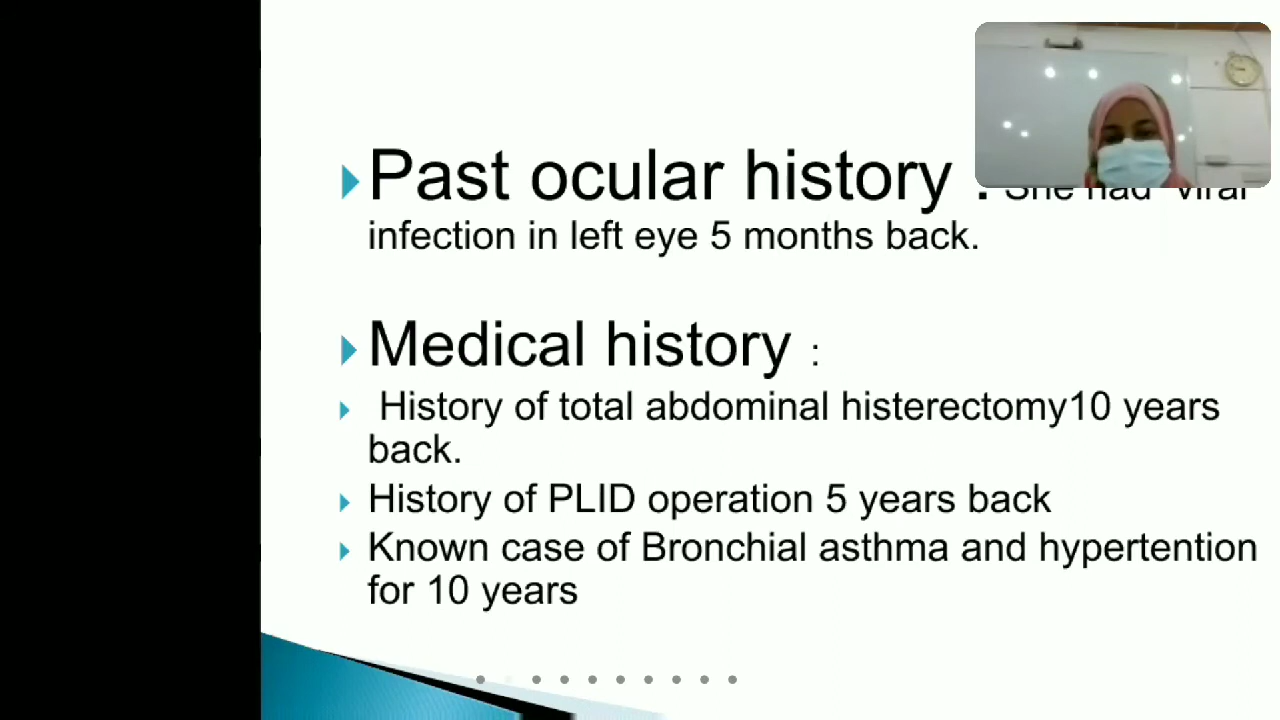 Past ocular history : She had viral
infection in left eye 5 months back.
Medical history :
History of total abdominal histerectomy10 years
back.
History of PLID operation 5 years back
Known case of Bronchial asthma and hypertention
for 10 years